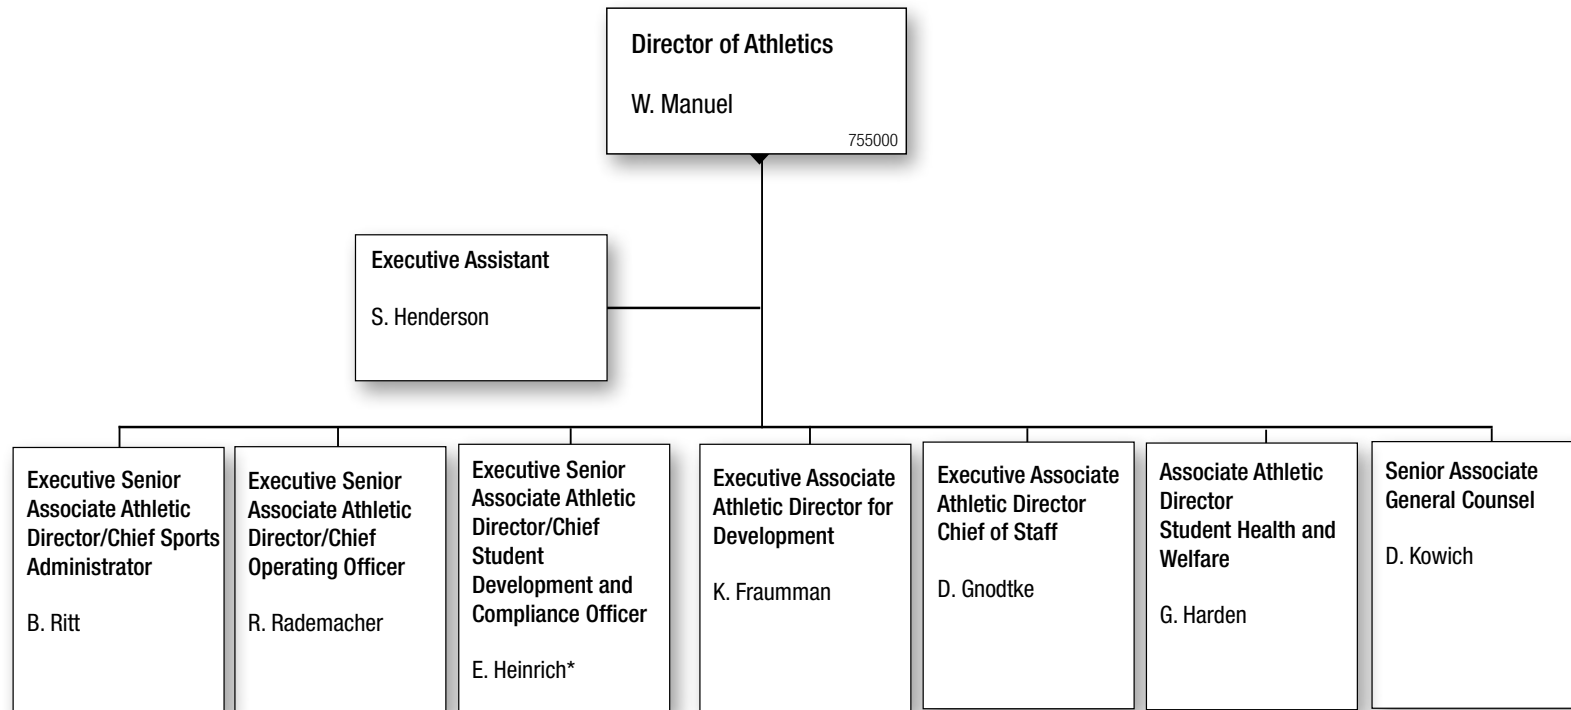 Director of Athletics
W. Manuel
755000
Executive Assistant
S. Henderson
Executive Senior
Associate Athletic
Director/Chief Sports
Administrator
B. Ritt
Executive Senior
Associate Athletic
Director/Chief
Operating Officer
R. Rademacher
Executive Senior
Associate Athletic
Director/Chief
Student
Development and
Compliance Officer
E. Heinrich*
Executive Associate
Athletic Director for
Development
K. Fraumman
Executive Associate
Athletic Director
Chief of Staff
D. Gnodtke
Associate Athletic
Director
Student Health and
Welfare
G. Harden
Senior Associate
General Counsel
D. Kowich